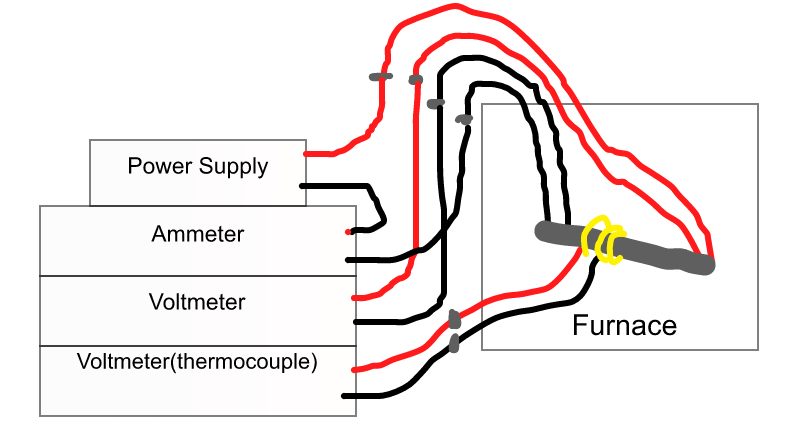 Power Supply
Ammeter
Voltmeter
Voltmeter(thermocouple)
Furnace